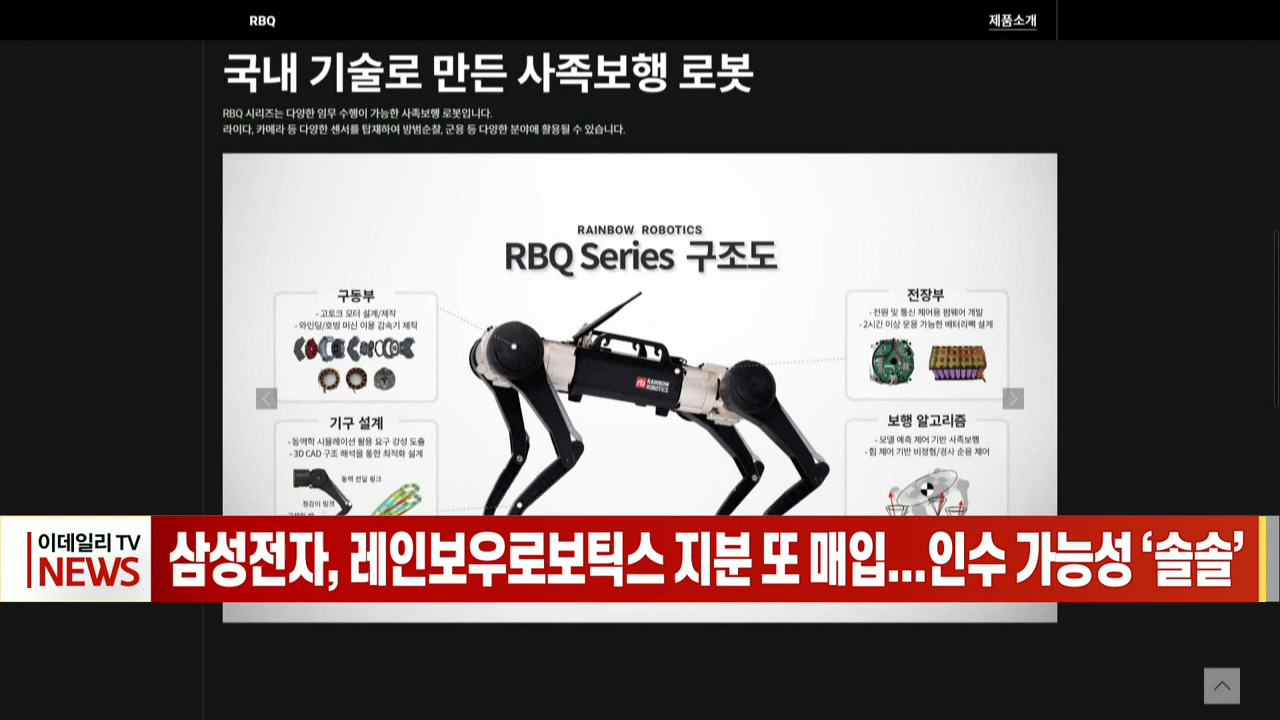 RBQ
제품소개
국내 기술로 만든 사족보행 로봇
RBQ 시리즈는 다양한 임무 수행이 가능한 사족보행 로봇입니다.
라이다, 카메라 등 다양한 센서를 탑재하여 방범순찰, 군용 등 다양한 분야에 활용될 수 있습니다.
RAINBOW ROBOTICS
RBQ Series 구조도
구동부
- 고토크 모터 설계/제작
- 와인딩/호빙 머신 이용 감속기 제작
전장부
- 전원 및 통신 제어용 펌웨어 개발
- 2시간 이상 운용 가능한 배터리팩 설계
rb RAINBOW ROBOTICS
기구 설계
- 동역학 시뮬레이션 활용 요구 강성 도출
- 3D CAD 구조 해석을 통한 최적화 설계
동력 전달 링크
정강이 링크
보행 알고리즘
- 모델 예측 제어 기반 사족보행
- 힘 제어 기반 비정형/경사 순응 제어
이데일리 TV
NEWS
삼성전자, 레인보우로보틱스 지분 또 매입...인수 가능성 ‘솔솔’